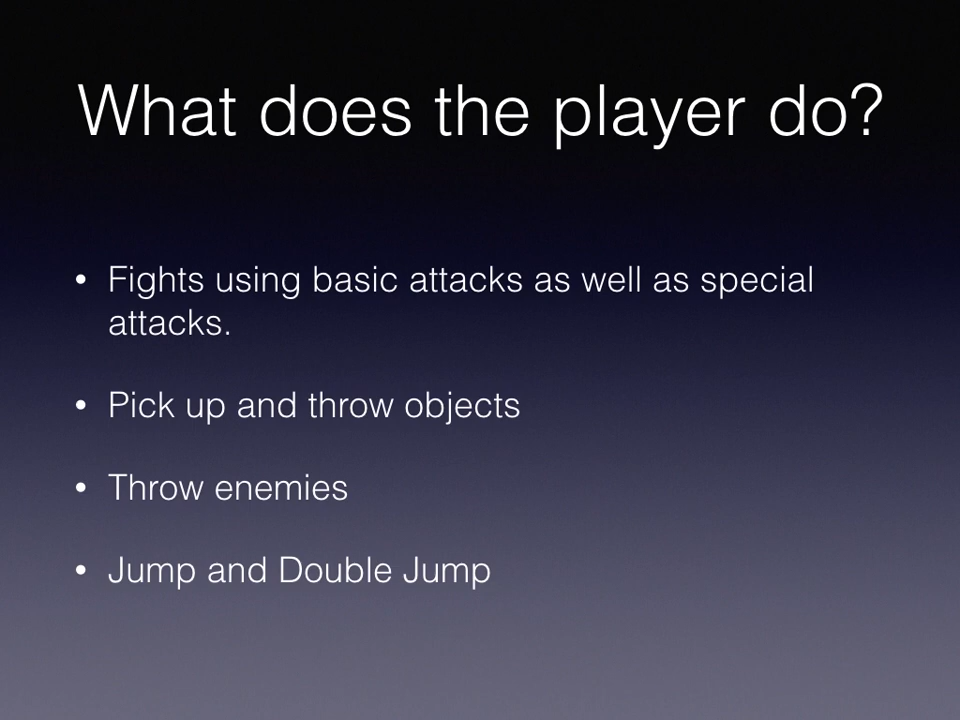 What does the player do?
• Fights using basic attacks as well as special
attacks.
• Pick up and throw objects
• Throw enemies
• Jump and Double Jump